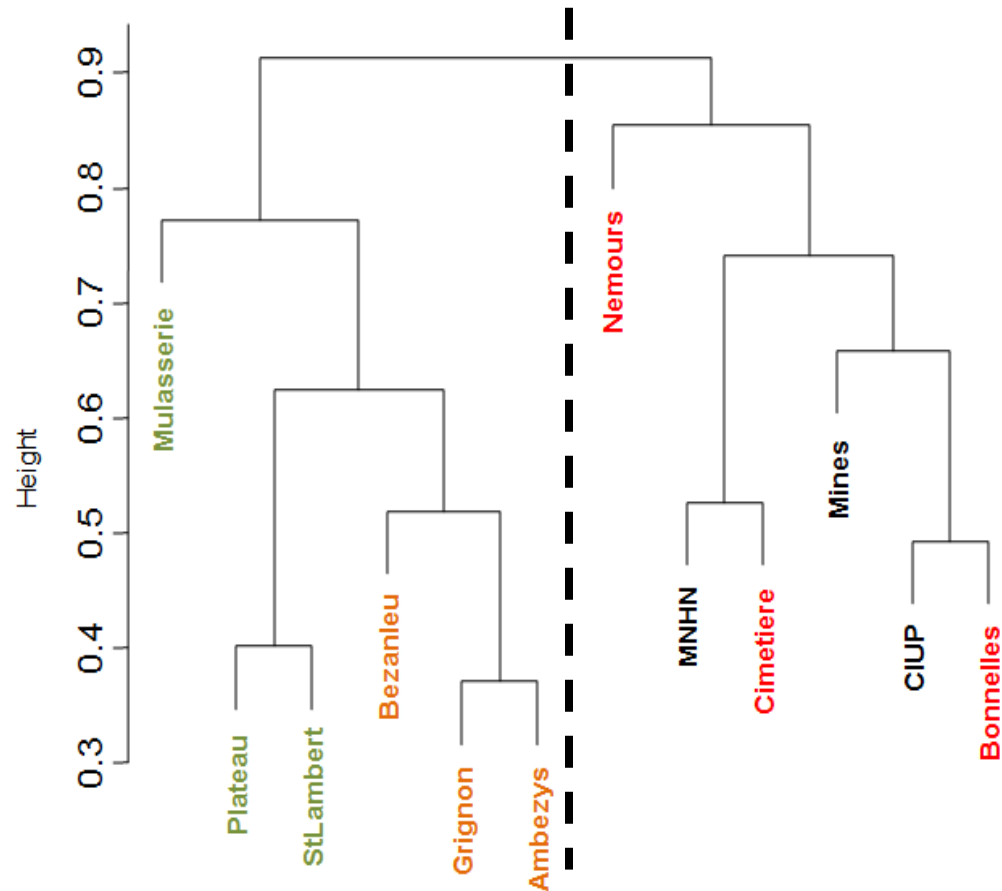 Height
0.9
0.8
0.7
0.6
0.5
0.4
0.3
Mulasserie
Plateau
StLambert
Bezanleu
Grignon
Ambezys
Nemours
MNHN
Cimetiere
Mines
CIUP
Bonnelles